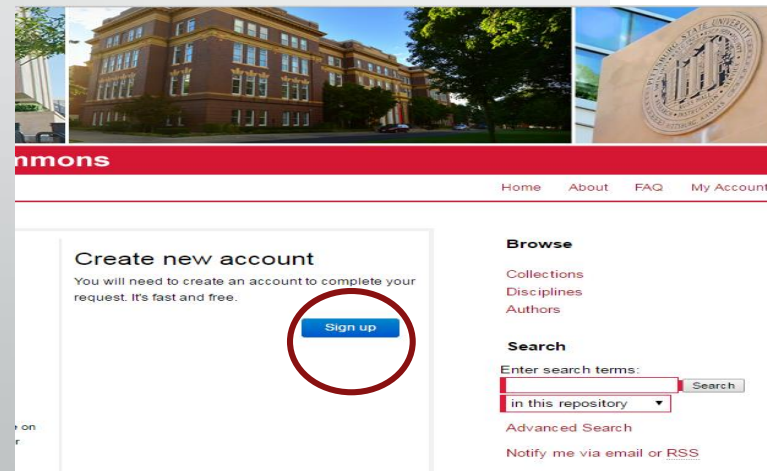 Home About FAQ My Account
Create new account
You will need to create an account to complete your
request. It's fast and free.
Sign up
on
r
Browse
Collections
Disciplines
Authors
Search
Enter search terms:
Search
in this repository
Advanced Search
Notify me via email or RSS